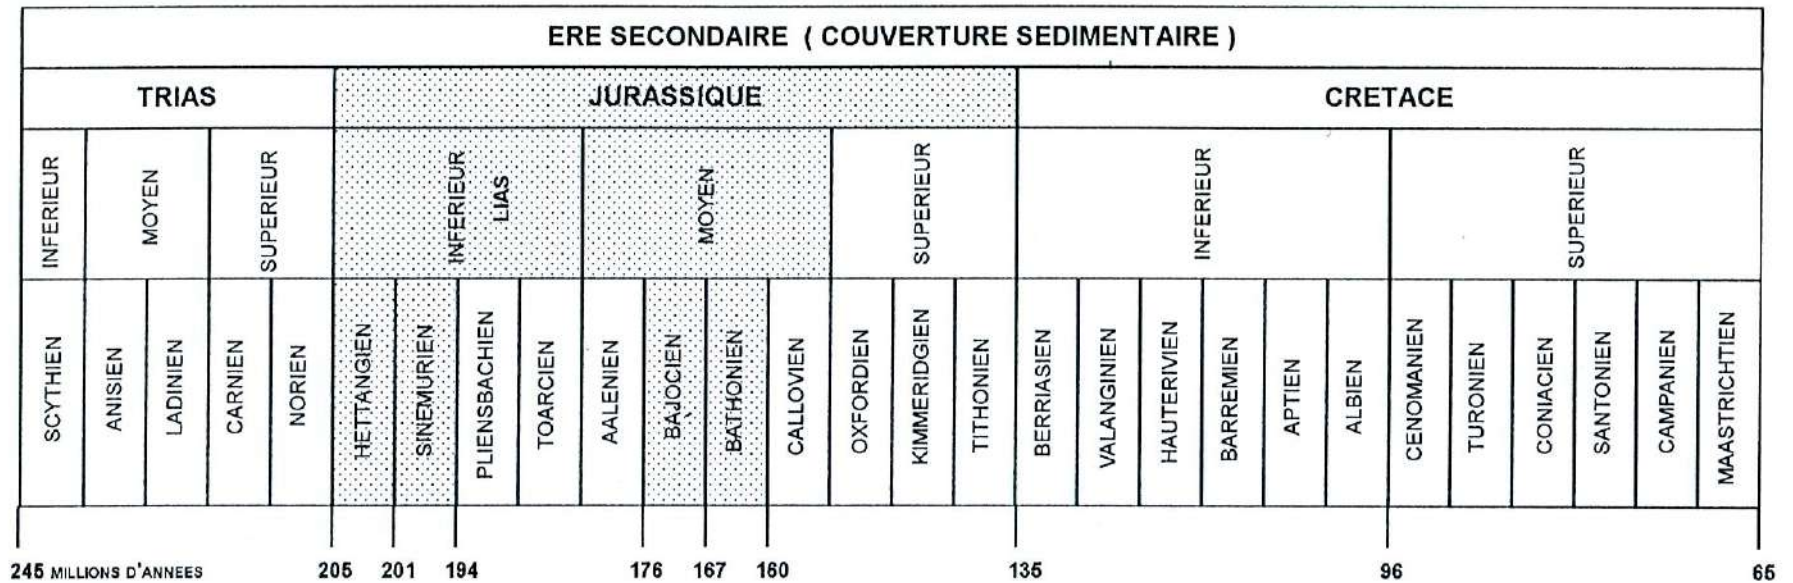 ERE SECONDAIRE ( COUVERTURE SEDIMENTAIRE )
TRIAS
JURASSIQUE
CRETACE
INFERIEUR
MOYEN
SUPERIEUR
INFERIEUR
LIAS
MOYEN
SUPERIEUR
INFERIEUR
SUPERIEUR
SCYTHIEN
ANISIEN
LADINIEN
CARNIEN
NORIEN
HETTANGIEN
SINEMURIEN
PLIENSBACHIEN
TOARCIEN
AALENIEN
BAJOCIEN
BATHONIEN
CALLOVIEN
OXFORDIEN
KIMMERIDGIEN
TITHONIEN
BERRIASIEN
VALANGINIEN
HAUTERIVIEN
BARREMIEN
APTIEN
ALBIEN
CENOMANIEN
TURONIEN
CONIACIEN
SANTONIEN
CAMPANIEN
MAASTRICHTIEN
245 MILLIONS D'ANNEES
205
201
194
176
167
160
135
96
65